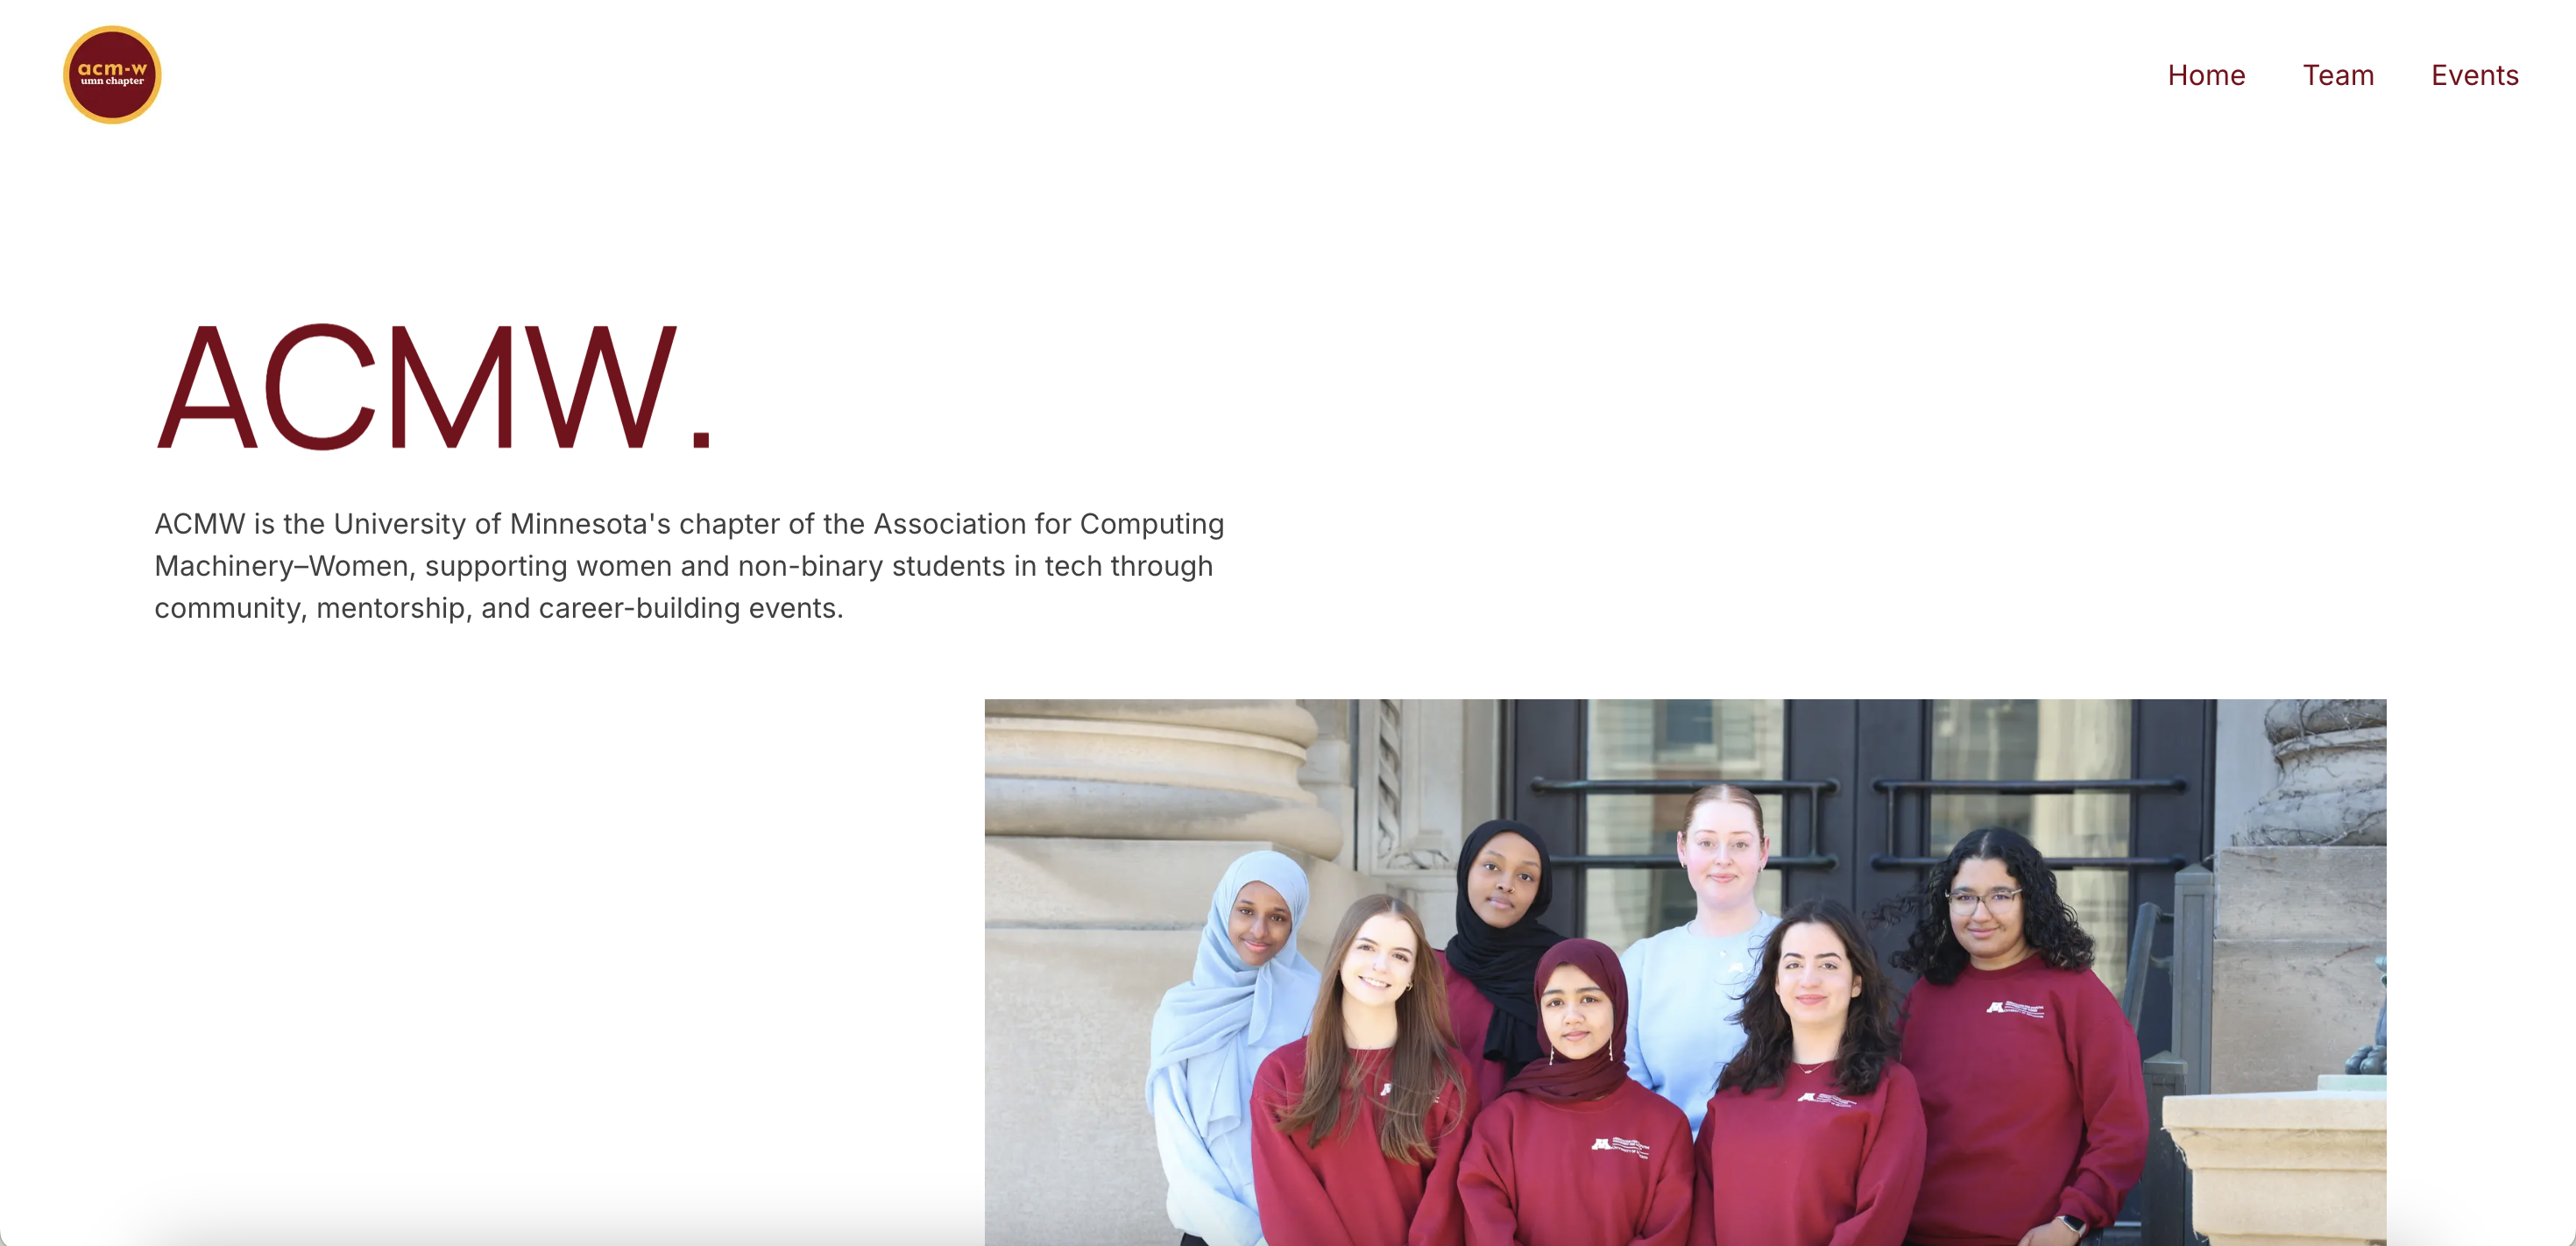 acm-w
umn chapter
Home Team Events
ACMW.
ACMW is the University of Minnesota's chapter of the Association for Computing
Machinery–Women, supporting women and non-binary students in tech through
community, mentorship, and career-building events.